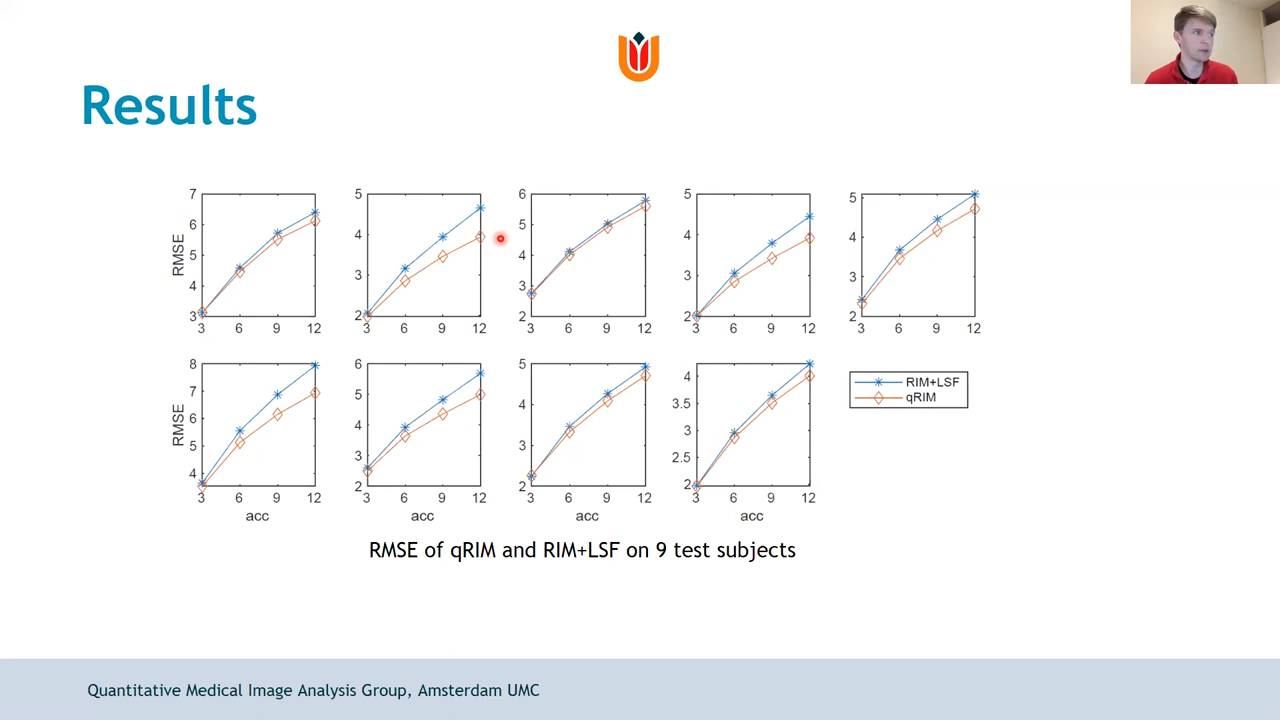 Results
7
6
5
4
3
RMSE
3 6 9 12
5
4
3
2
3 6 9 12
6
5
4
3
2
3 6 9 12
5
4
3
2
3 6 9 12
5
4
3
2
3 6 9 12
8
7
6
5
4
RMSE
3 6 9 12
acc
6
5
4
3
2
3 6 9 12
acc
5
4
3
2
3 6 9 12
acc
4
3.5
3
2.5
2
3 6 9 12
acc
RIM+LSF
qRIM
RMSE of qRIM and RIM+LSF on 9 test subjects
Quantitative Medical Image Analysis Group, Amsterdam UMC